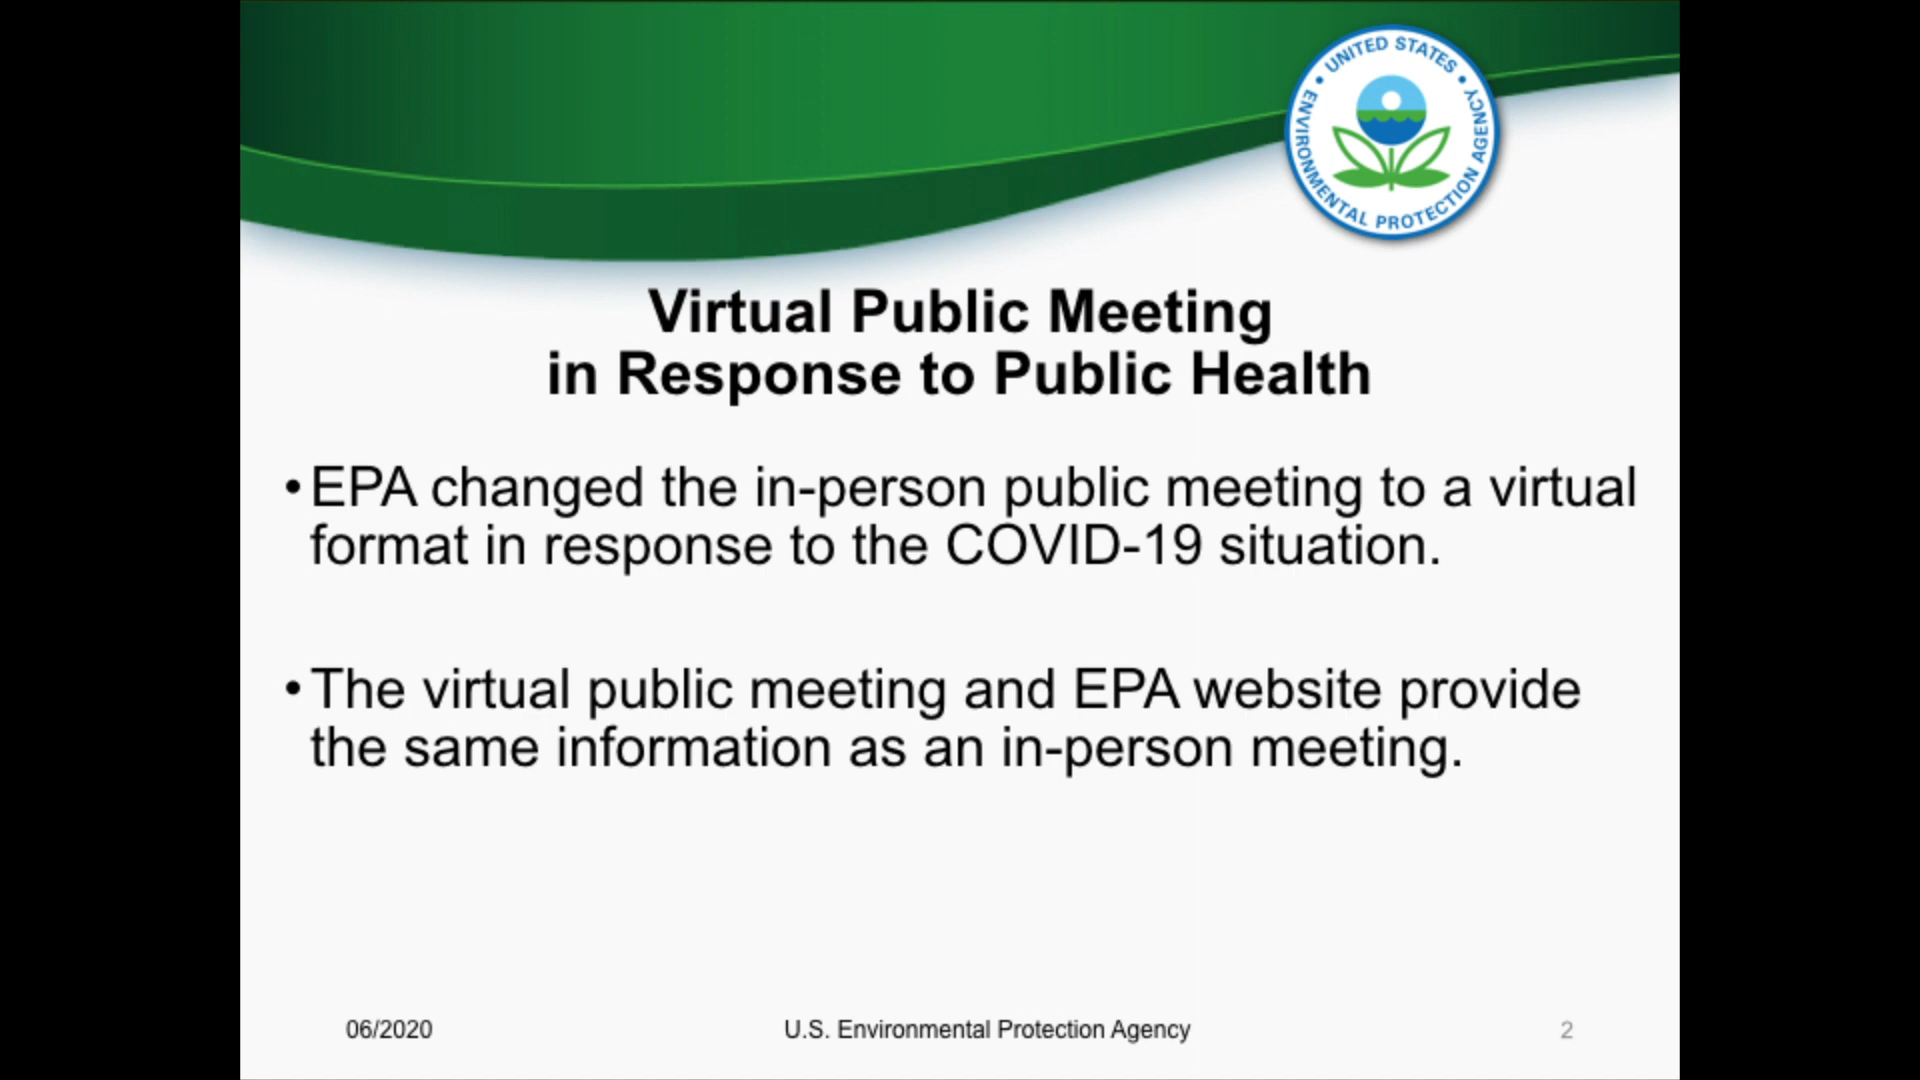 UNITED STATES
ENVIRONMENTAL PROTECTION AGENCY
Virtual Public Meeting
in Response to Public Health
• EPA changed the in-person public meeting to a virtual
format in response to the COVID-19 situation.
• The virtual public meeting and EPA website provide
the same information as an in-person meeting.
06/2020
U.S. Environmental Protection Agency
2